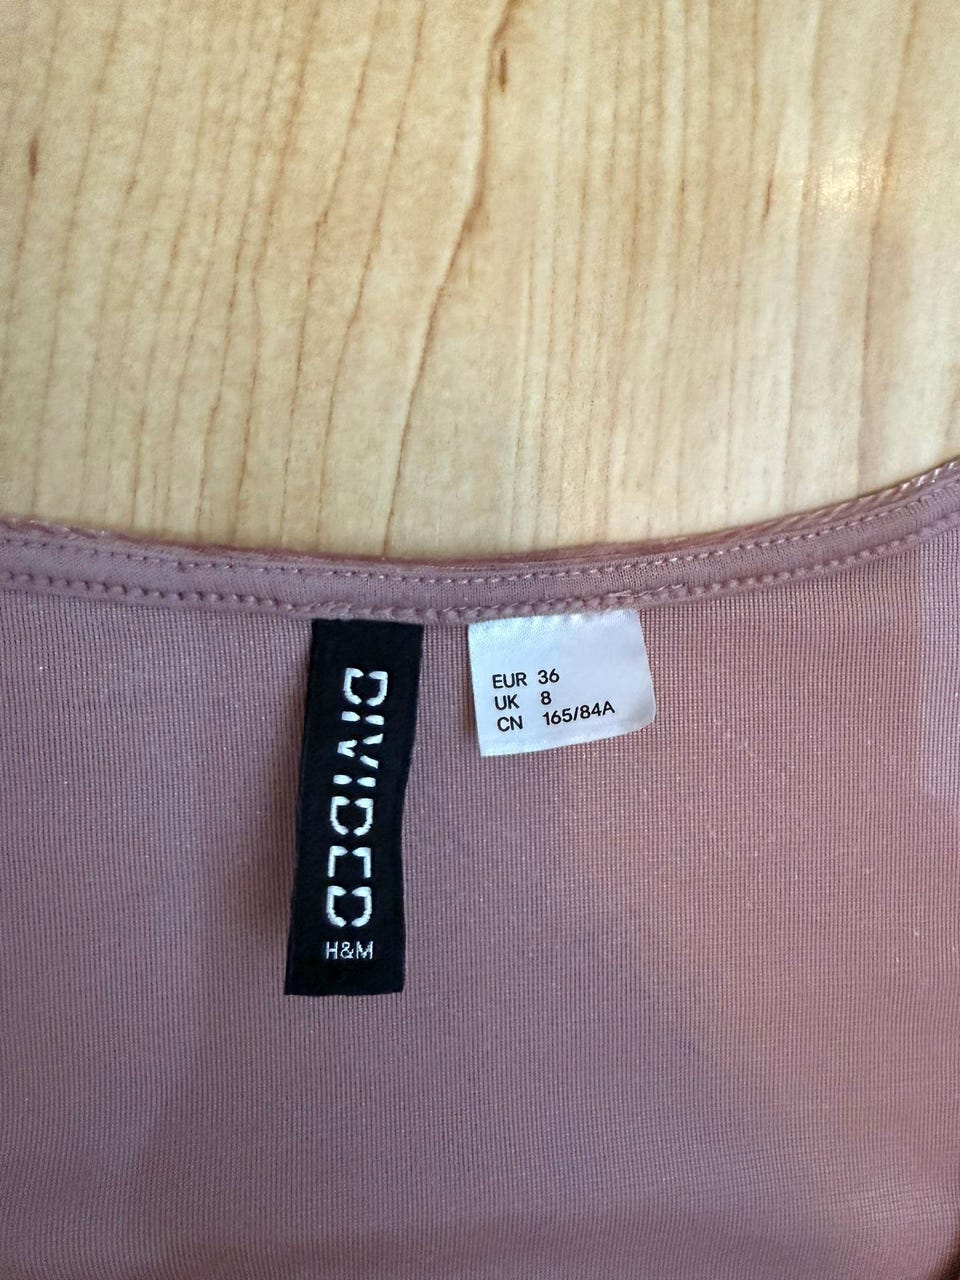 DIVIDED
H&M
EUR 36
UK 8
CN 165/84A